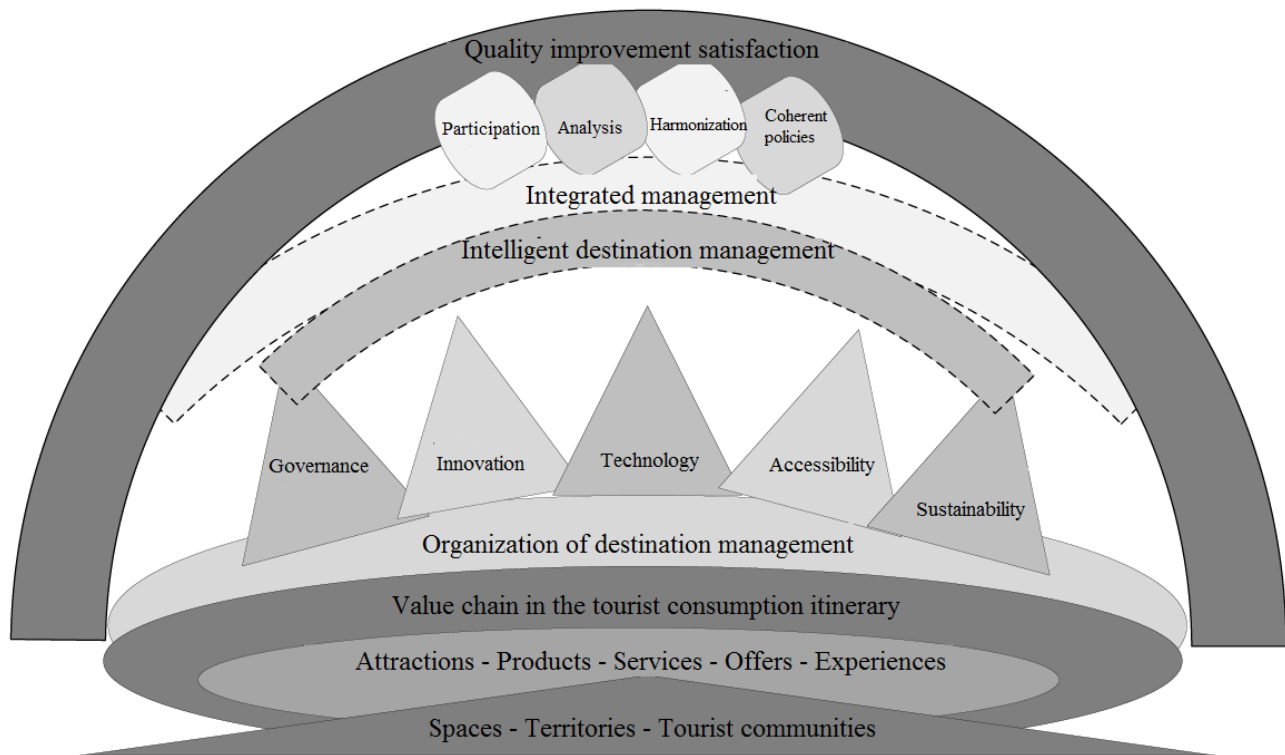 Quality improvement satisfaction
Participation
Analysis
Harmonization
Coherent
policies
Integrated management
Intelligent destination management
Governance
Innovation
Technology
Accessibility
Sustainability
Organization of destination management
Value chain in the tourist consumption itinerary
Attractions - Products - Services - Offers - Experiences
Spaces - Territories - Tourist communities